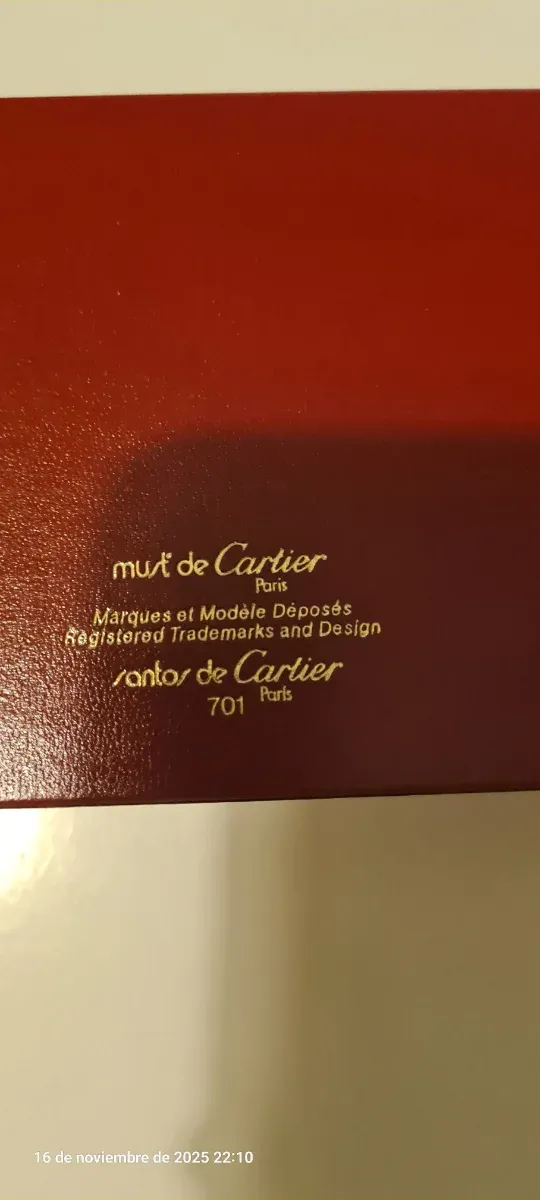 must de Cartier
Paris
Marques et Modèle Déposés
Registered Trademarks and Design
santos de Cartier
701 Paris
16 de noviembre de 2025 22:10